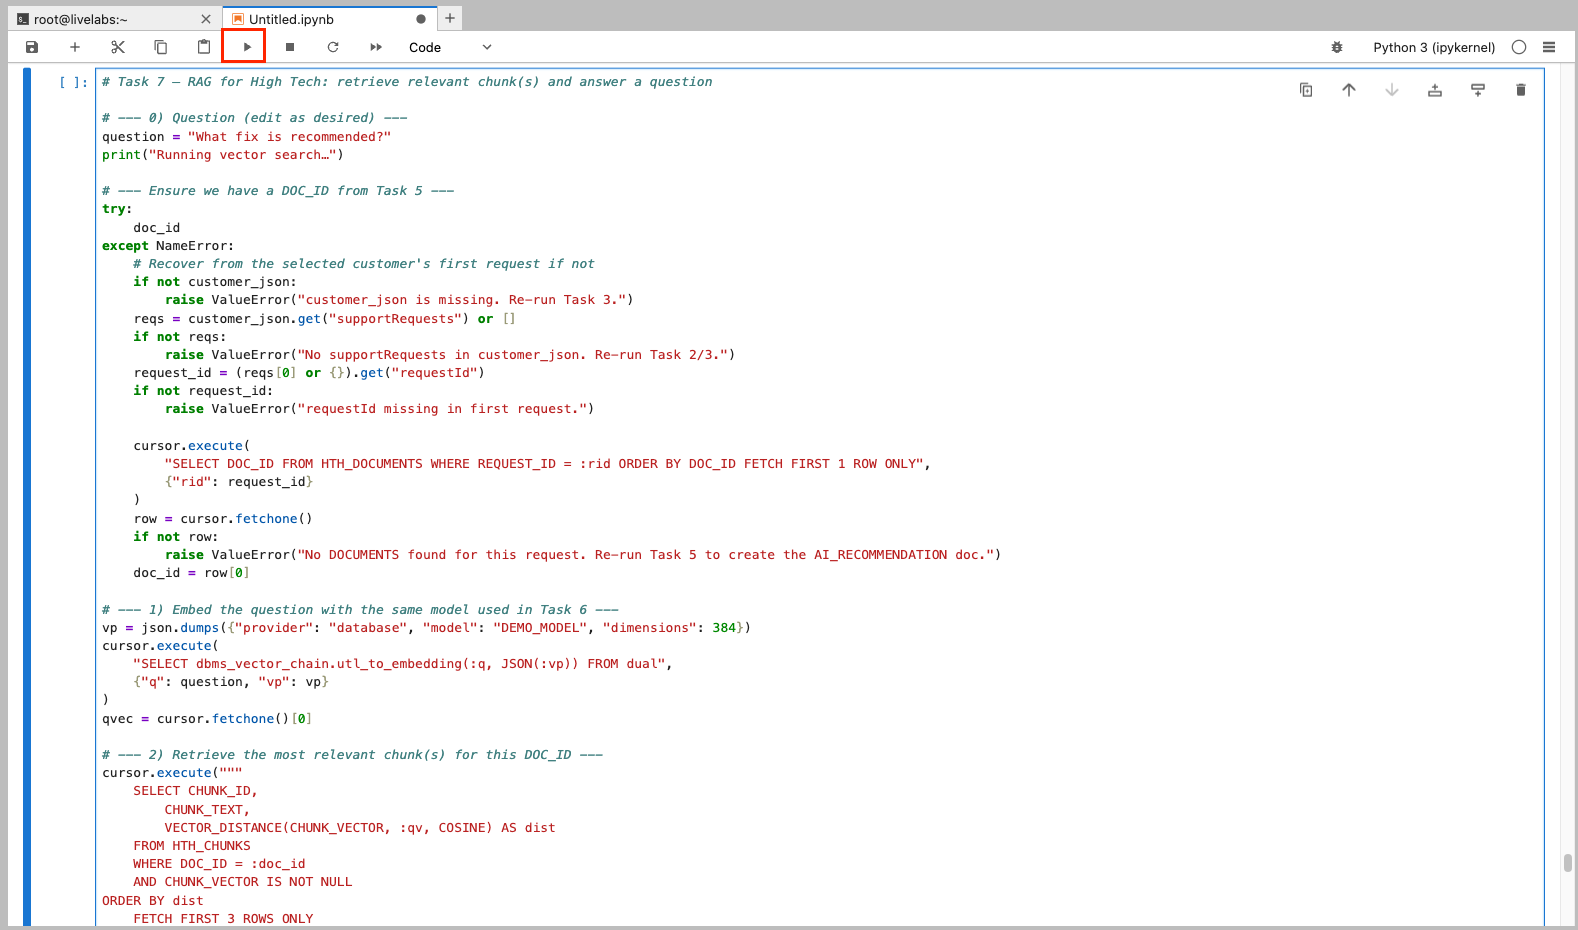 root@livelabs:~
Untitled.ipynb
Code
Python 3 (ipykernel)
[ ]:
# Task 7 — RAG for High Tech: retrieve relevant chunk(s) and answer a question
# --- 0) Question (edit as desired) ---
question = "What fix is recommended?"
print("Running vector search…")
# --- Ensure we have a DOC_ID from Task 5 ---
try:
    doc_id
except NameError:
    # Recover from the selected customer's first request if not
    if not customer_json:
        raise ValueError("customer_json is missing. Re-run Task 3.")
    reqs = customer_json.get("supportRequests") or []
    if not reqs:
        raise ValueError("No supportRequests in customer_json. Re-run Task 2/3.")
    request_id = (reqs[0] or {}).get("requestId")
    if not request_id:
        raise ValueError("requestId missing in first request.")
    cursor.execute(
        "SELECT DOC_ID FROM HTH_DOCUMENTS WHERE REQUEST_ID = :rid ORDER BY DOC_ID FETCH FIRST 1 ROW ONLY",
        {"rid": request_id}
    )
    row = cursor.fetchone()
    if not row:
        raise ValueError("No DOCUMENTS found for this request. Re-run Task 5 to create the AI_RECOMMENDATION doc.")
    doc_id = row[0]
# --- 1) Embed the question with the same model used in Task 6 ---
vp = json.dumps({"provider": "database", "model": "DEMO_MODEL", "dimensions": 384})
cursor.execute(
    "SELECT dbms_vector_chain.utl_to_embedding(:q, JSON(:vp)) FROM dual",
    {"q": question, "vp": vp}
)
qvec = cursor.fetchone()[0]
# --- 2) Retrieve the most relevant chunk(s) for this DOC_ID ---
cursor.execute("""
    SELECT CHUNK_ID,
        CHUNK_TEXT,
        VECTOR_DISTANCE(CHUNK_VECTOR, :qv, COSINE) AS dist
    FROM HTH_CHUNKS
    WHERE DOC_ID = :doc_id
    AND CHUNK_VECTOR IS NOT NULL
ORDER BY dist
    FETCH FIRST 3 ROWS ONLY